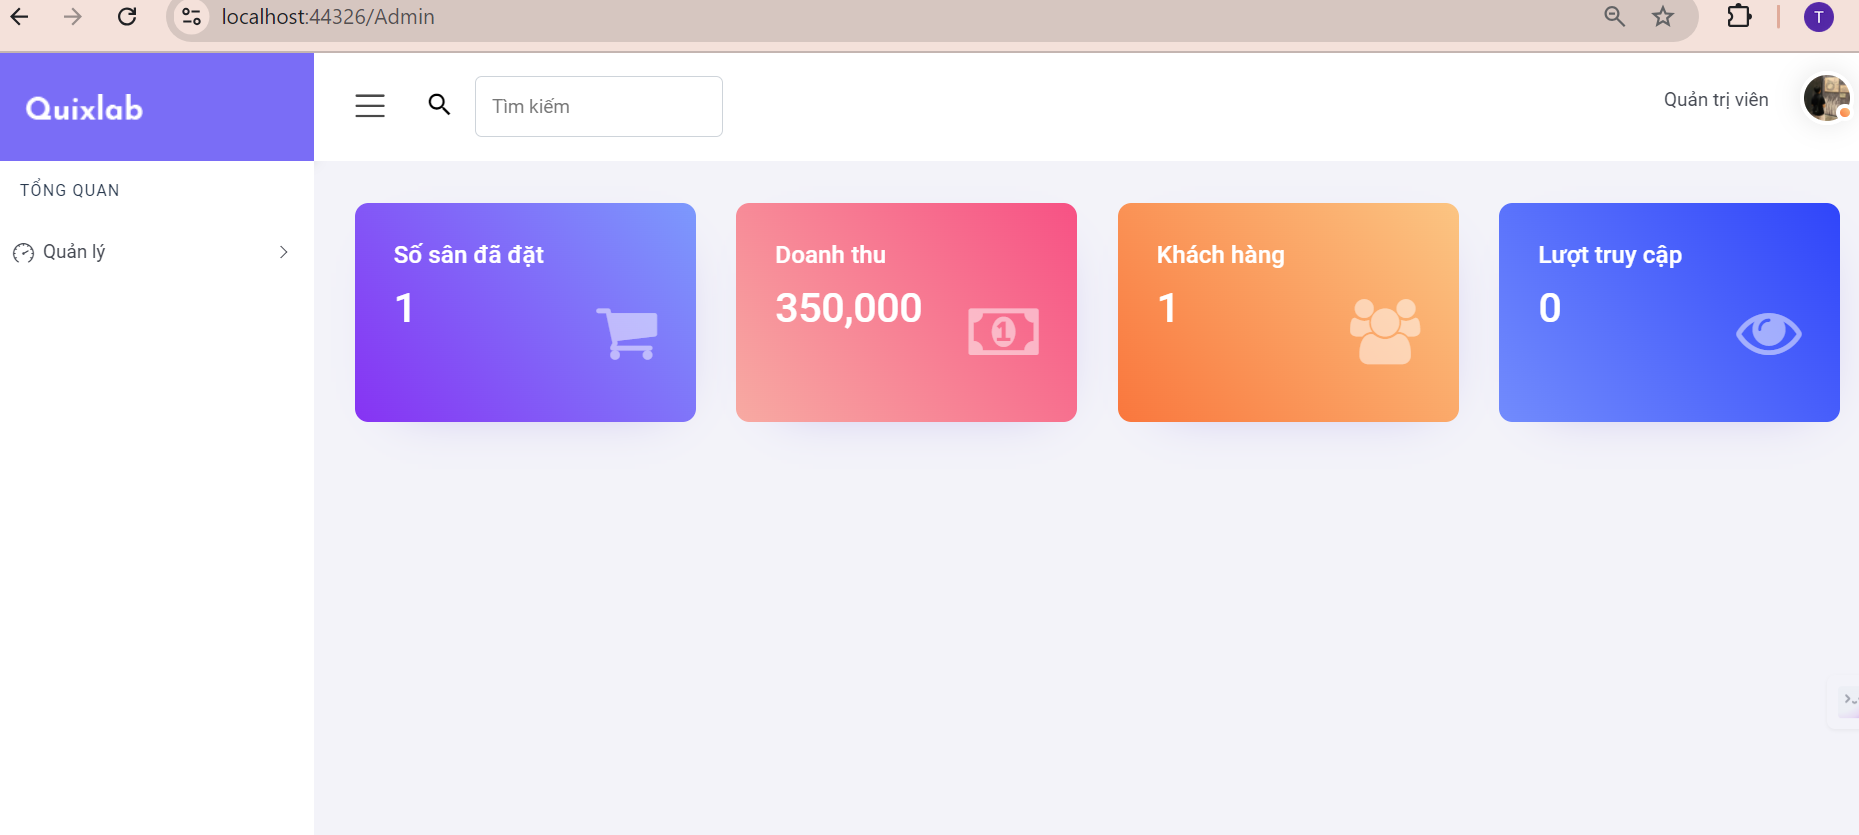 localhost:44326/Admin
T
Quixlab
Tìm kiếm
Quản trị viên
TỔNG QUAN
Quản lý
Số sân đã đặt
1
Doanh thu
350,000
1
Khách hàng
1
Lượt truy cập
0